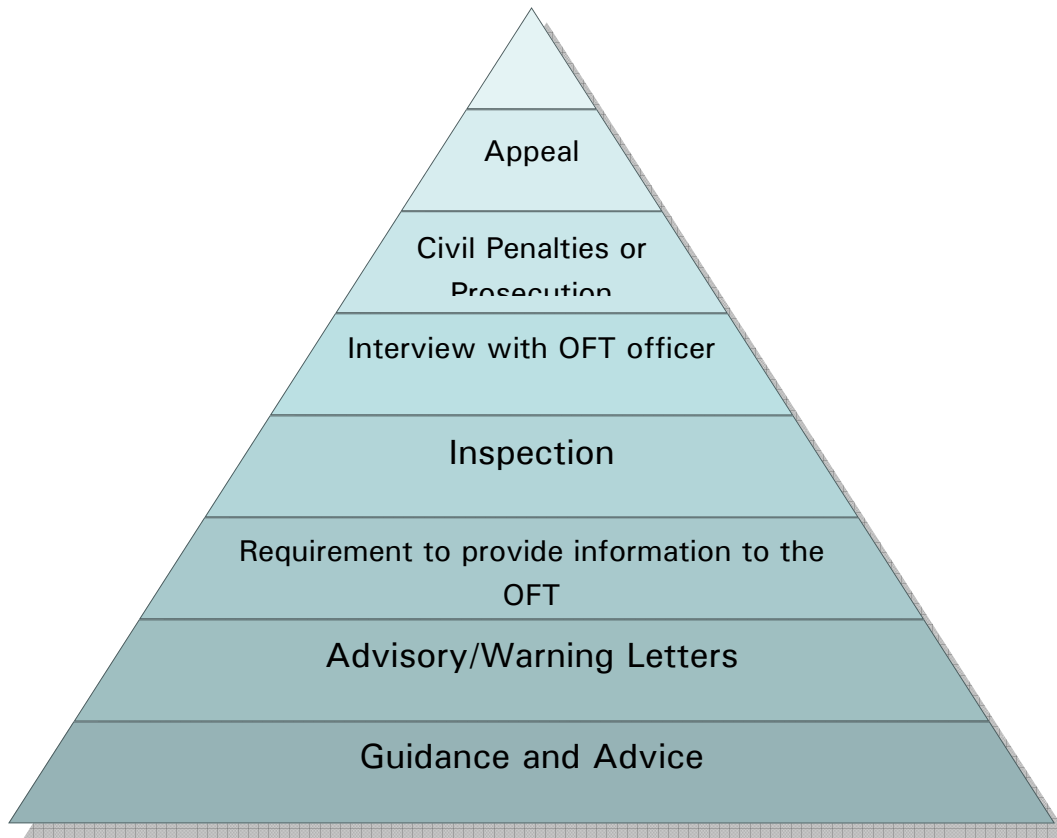 Appeal
Civil Penalties or
Prosecution
Interview with OFT officer
Inspection
Requirement to provide information to the
OFT
Advisory/Warning Letters
Guidance and Advice